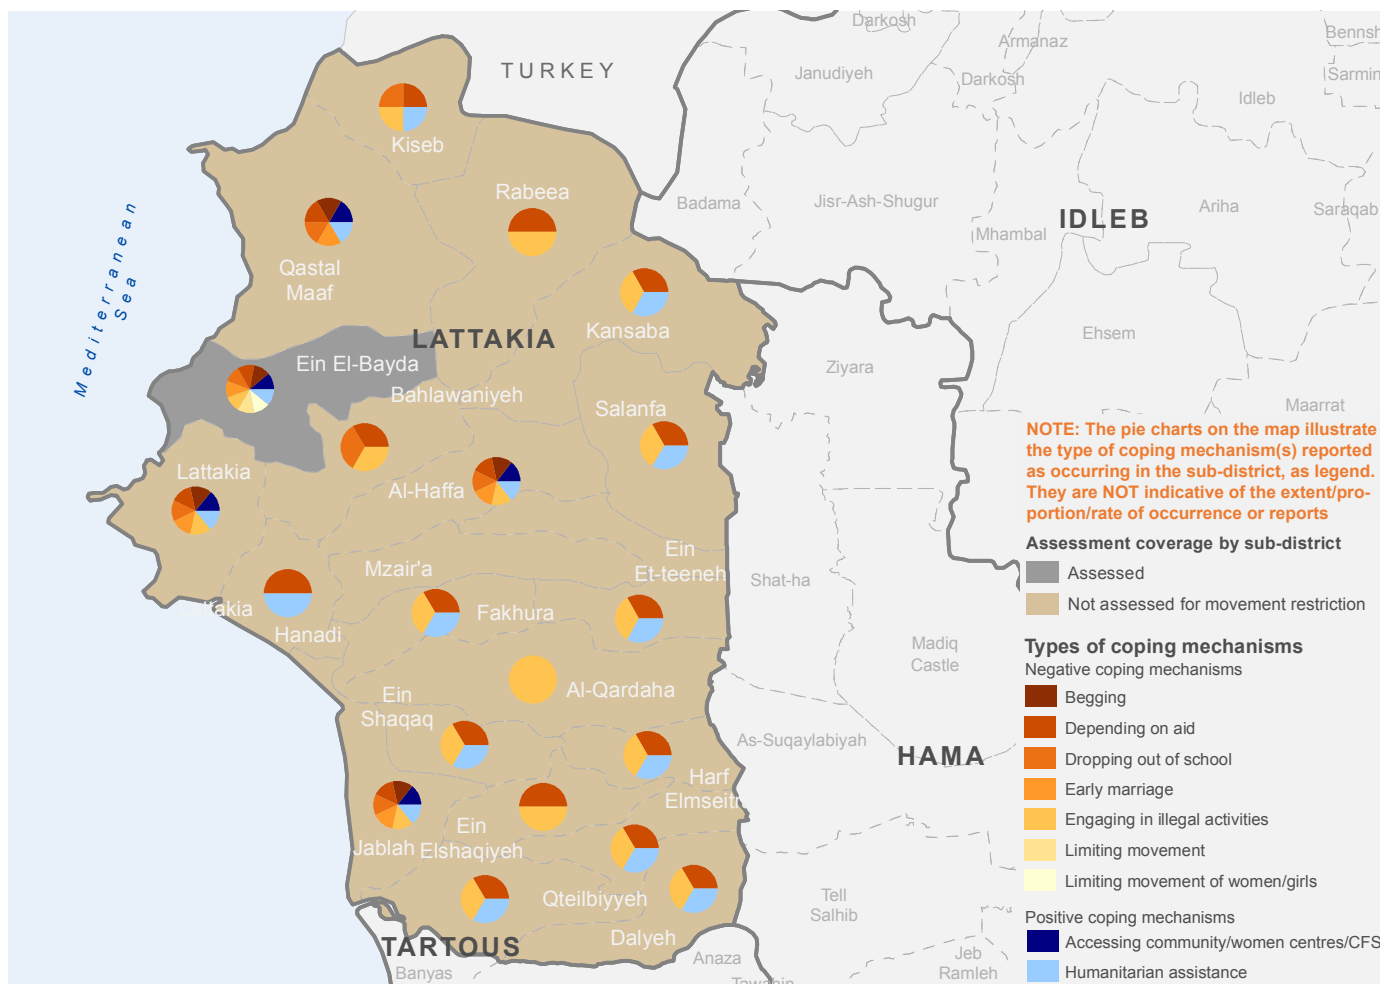 Darkosh
Armanaz
Bennsh
TURKEY
Janudiyeh
Darkosh
Sarmin
Idleb
Kiseb
Rabeea
Badama
Jisr-Ash-Shugur
IDLEB
Ariha
Saraqab
Mhambal
Mediterranean
Sea
Qastal
Maaf
Kansaba
LATTAKIA
Ehsem
Ein El-Bayda
Ziyara
Bahlawaniyeh
Salanfa
Maarrat
Lattakia
Al-Haffa
NOTE: The pie charts on the map illustrate
the type of coping mechanism(s) reported
as occurring in the sub-district, as legend.
They are NOT indicative of the extent/pro-
portion/rate of occurrence or reports
Assessment coverage by sub-district
Assessed
Not assessed for movement restriction
Ein
Et-teeneh
Mzair'a
Shat-ha
Fakhura
Hanadi
Madiq
Castle
Types of coping mechanisms
Negative coping mechanisms
Begging
Depending on aid
Dropping out of school
Early marriage
Engaging in illegal activities
Limiting movement
Limiting movement of women/girls
Positive coping mechanisms
Accessing community/women centres/CFS
Humanitarian assistance
Ein
Shaqaq
Al-Qardaha
As-Suqaylabiyah
HAMA
Harf
Jablah
Ein
Elshaqiyeh
Qteilbiyyeh
Tell
Salhib
Dalyeh
TARTOUS
Banyas
Anaza
Jeb
Ramleh